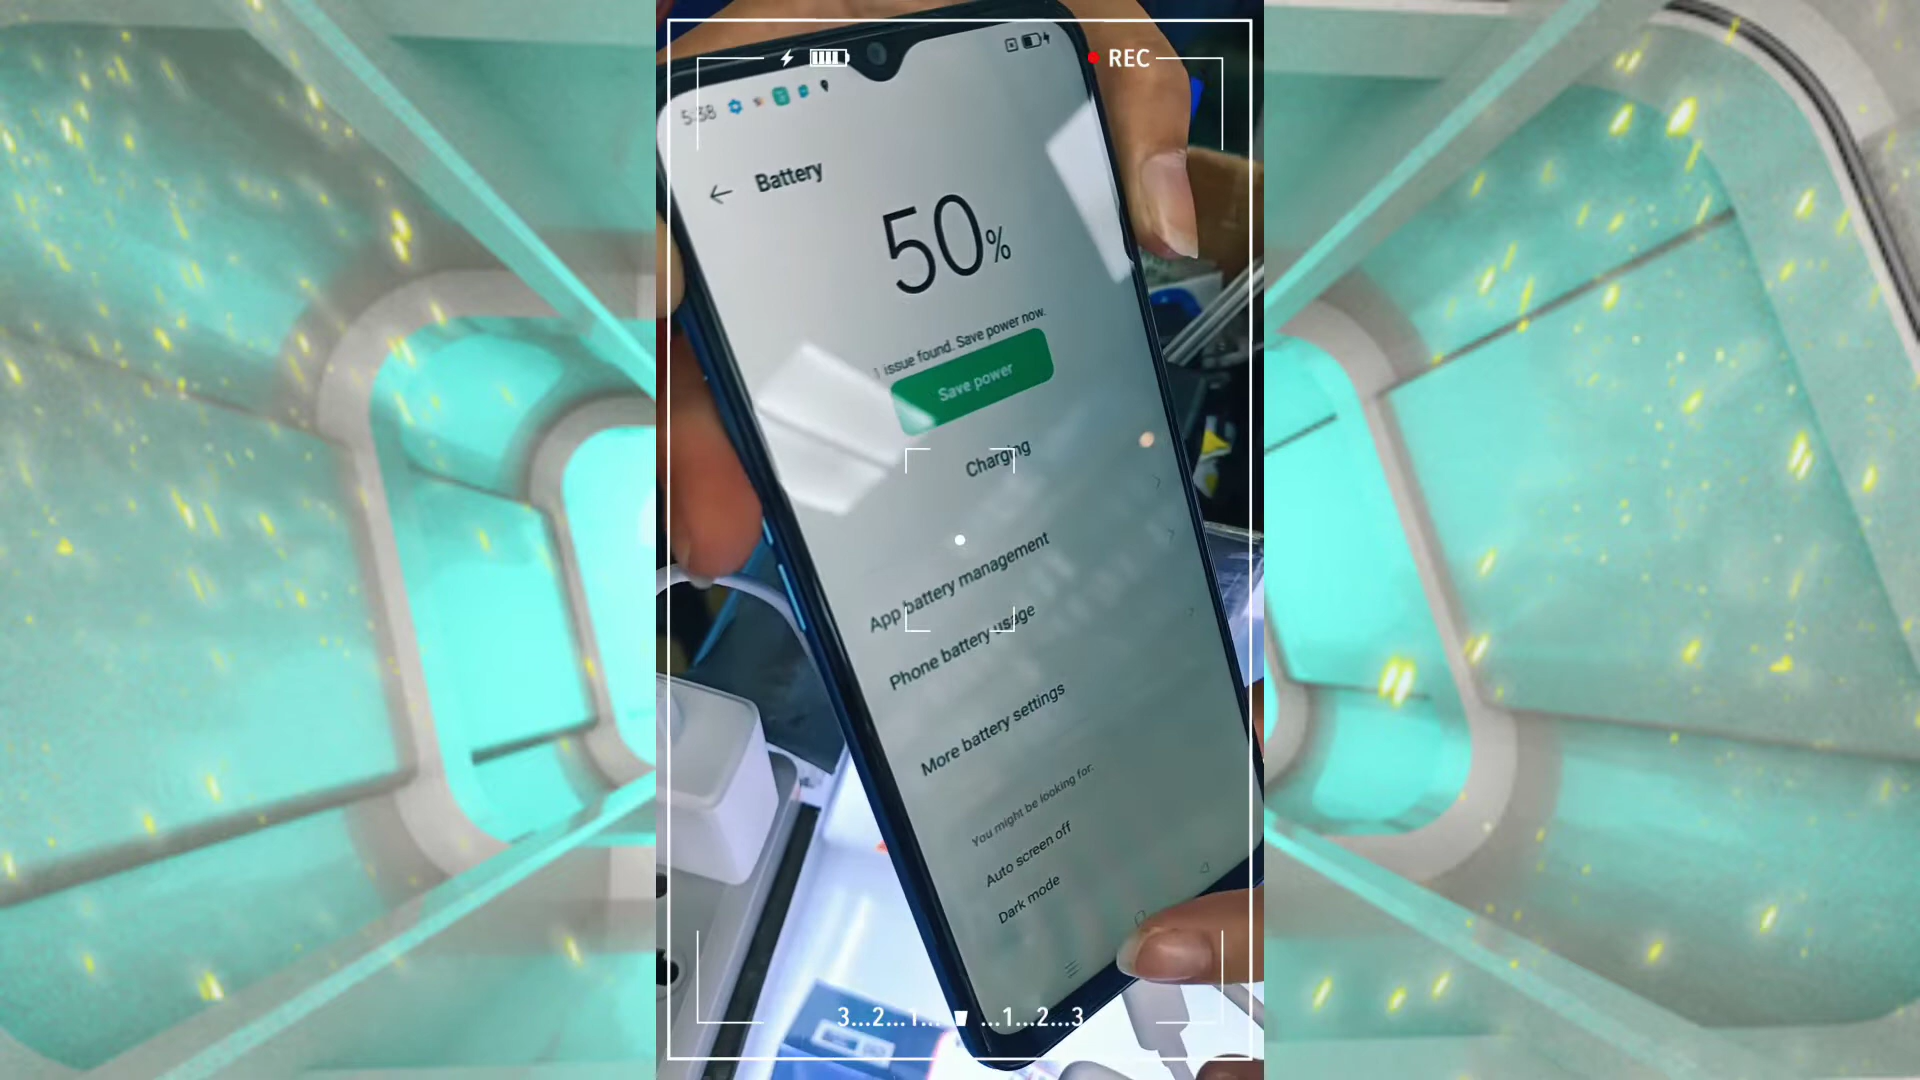 REC
5:38
Battery
50%
1 issue found. Save power now.
Save power
Charging
App battery management
Phone battery usage
More battery settings
You might be looking for:
Auto screen off
Dark mode
3...2...1... ...1...2...3